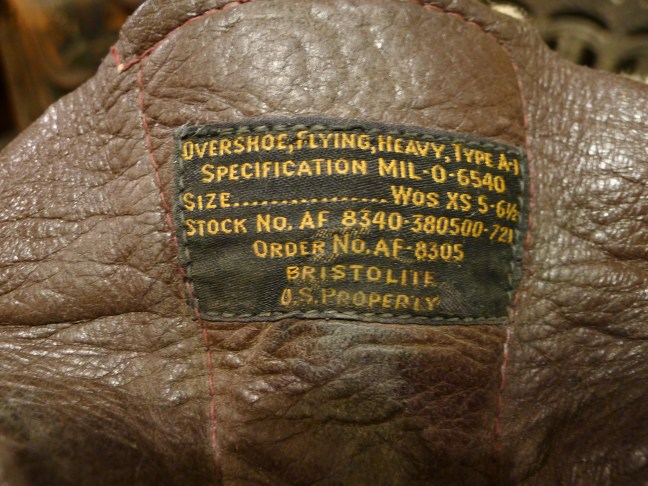 OVERSHOE, FLYING, HEAVY, TYPE A-1
SPECIFICATION MIL-O-6540
SIZE.................WOS XS 5-6½
STOCK NO. AF 8340-380500-721
ORDER NO. AF-8305
BRISTOLITE
U.S. PROPERTY